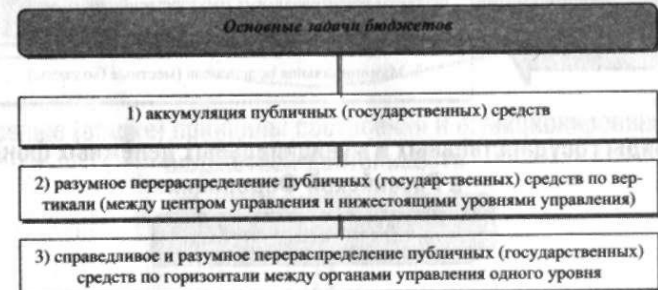 Основные задачи бюджетов
1) аккумуляция публичных (государственных) средств
2) разумное перераспределение публичных (государственных) средств по вер-
тикали (между центром управления и нижестоящими уровнями управления)
3) справедливое и разумное перераспределение публичных (государственных)
средств по горизонтали между органами управления одного уровня